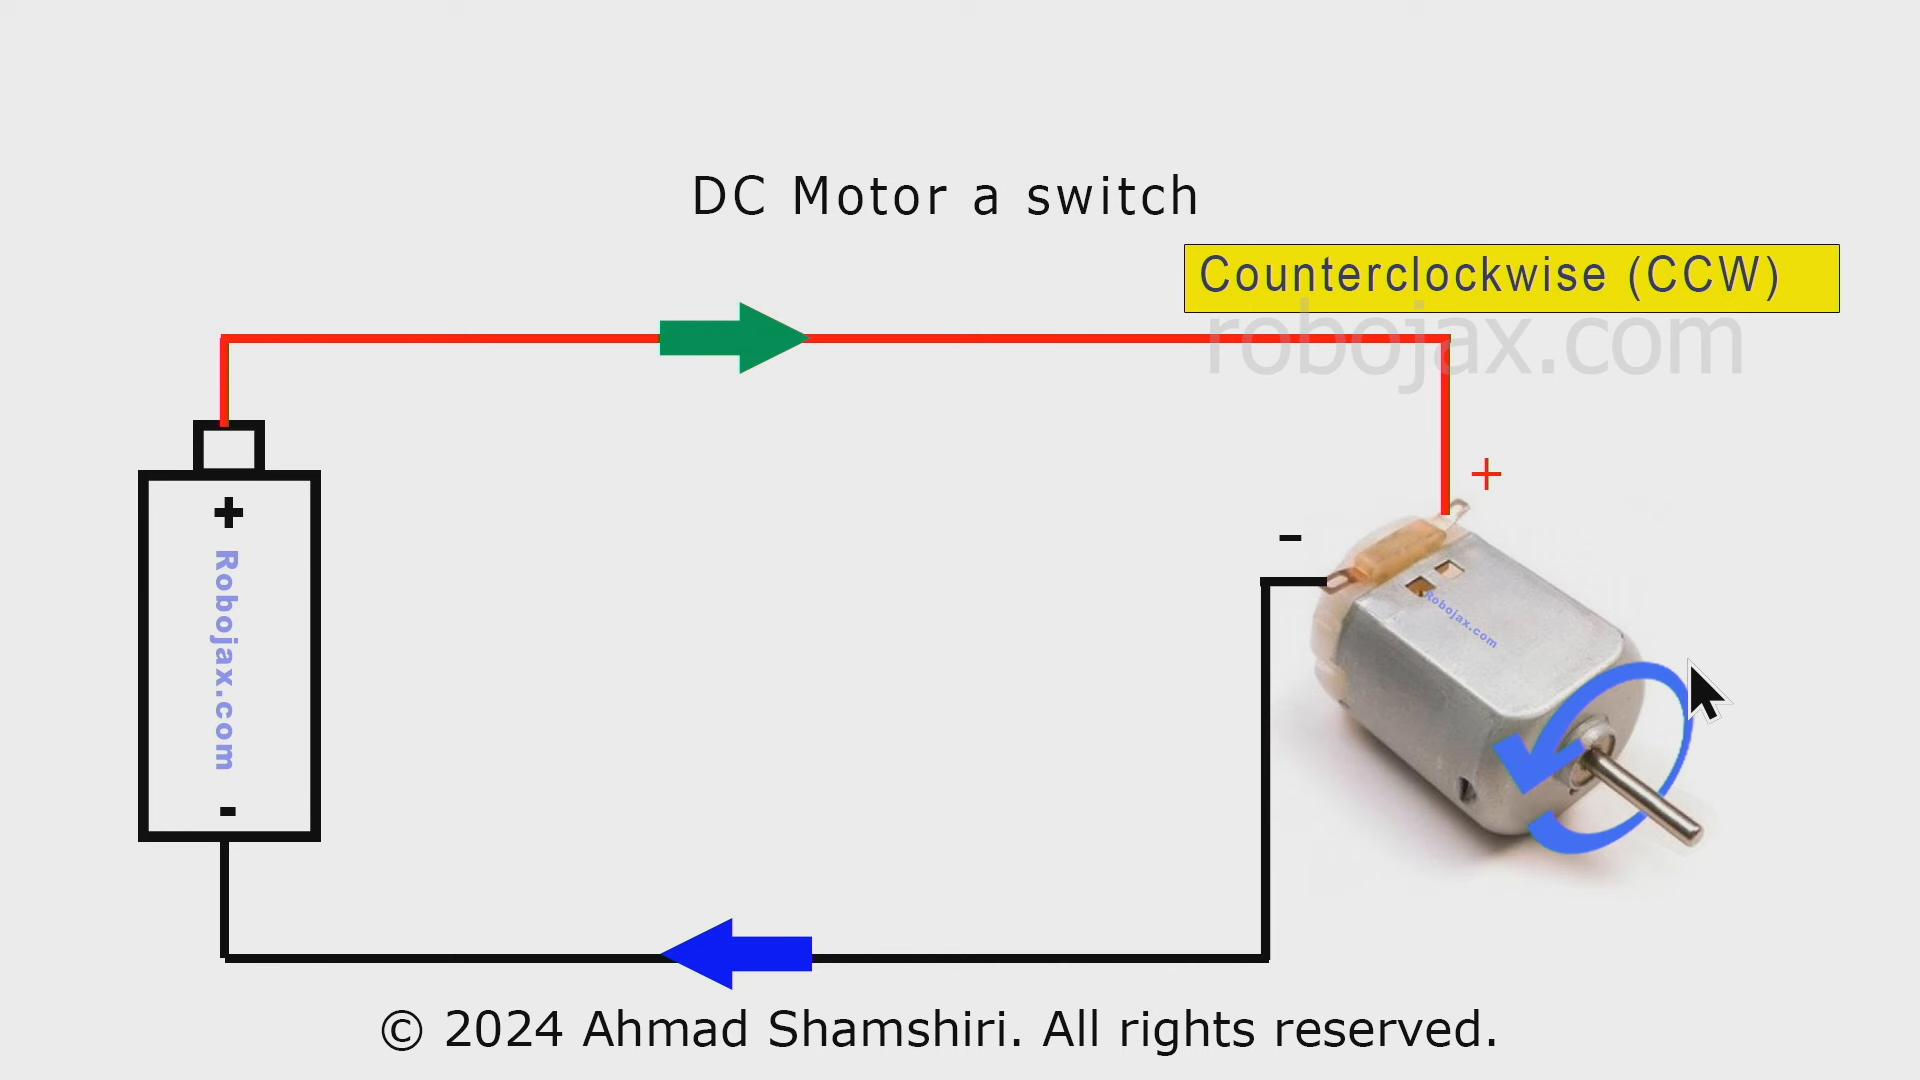 DC Motor a switch
Counterclockwise (CCW)
robojax.com
+
-
+
Robojax.com
-
Robojax.com
© 2024 Ahmad Shamshiri. All rights reserved.